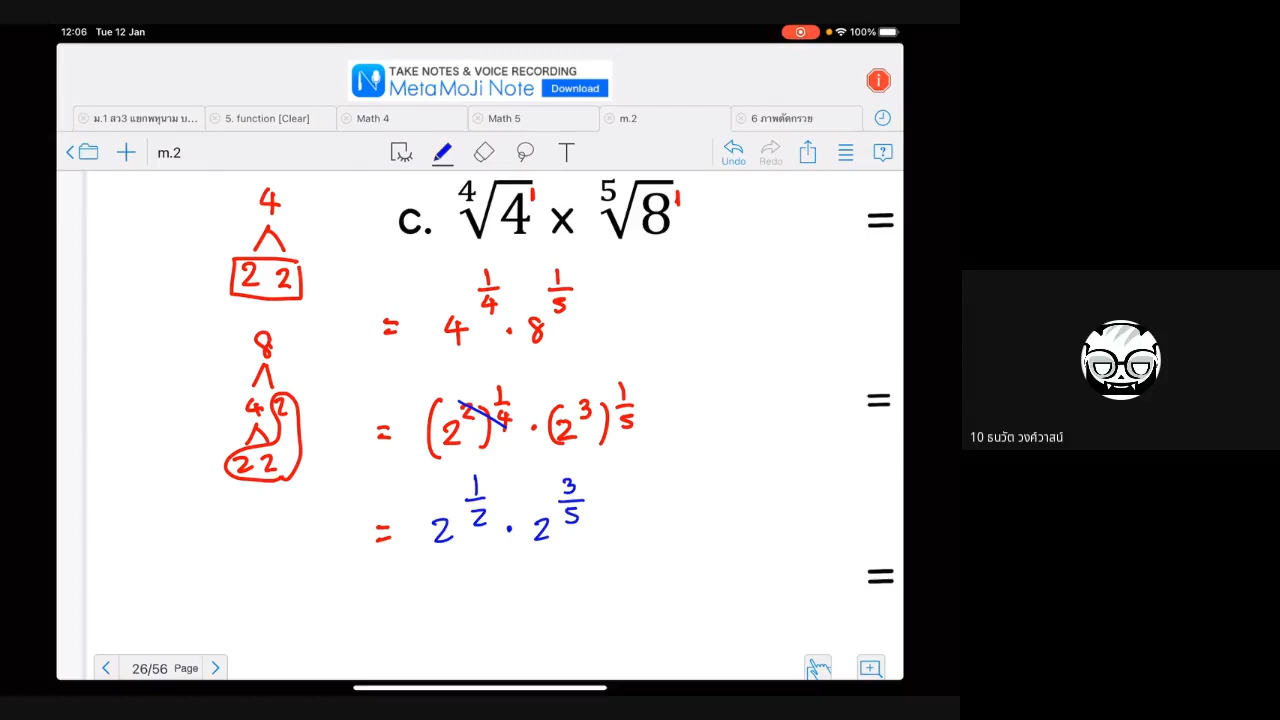 12:06 Tue 12 Jan 100%
TAKE NOTES & VOICE RECORDING
MetaMoJi Note Download
ม.1 สว3 แยกพหุนาม บ... 5. function [Clear] Math 4 Math 5 m.2 6 ภาพตัดกรวย
m.2 T Undo Redo
4
2 2
8
4 2
2 2
c. ⁴√4¹ x ⁵√8¹ =
= 4^(1/4) · 8^(1/5)
= (2²)^(1/4) · (2³)^(1/5) =
= 2^(1/2) · 2^(3/5)
=
26/56 Page
10 ธนวัต วงศ์วาสน์